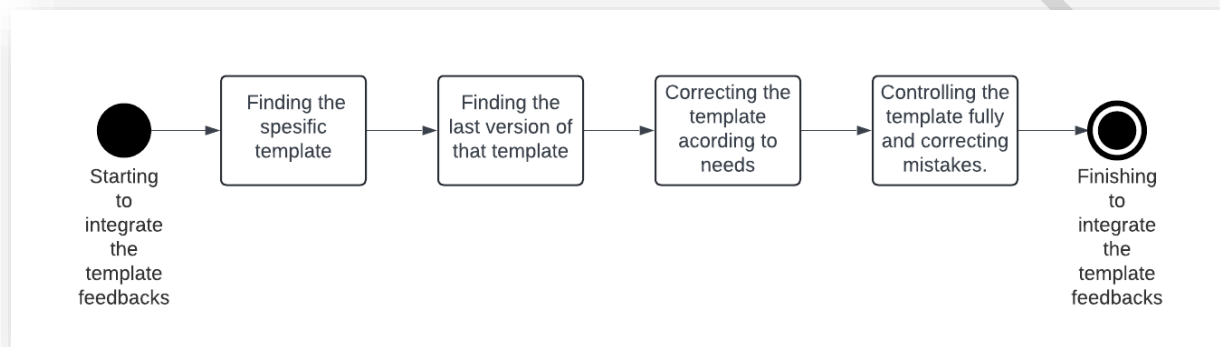 Starting
to
integrate
the
template
feedbacks
Finding the
spesific
template
Finding the
last version of
that template
Correcting the
template
acording to
needs
Controlling the
template fully
and correcting
mistakes.
Finishing
to
integrate
the
template
feedbacks